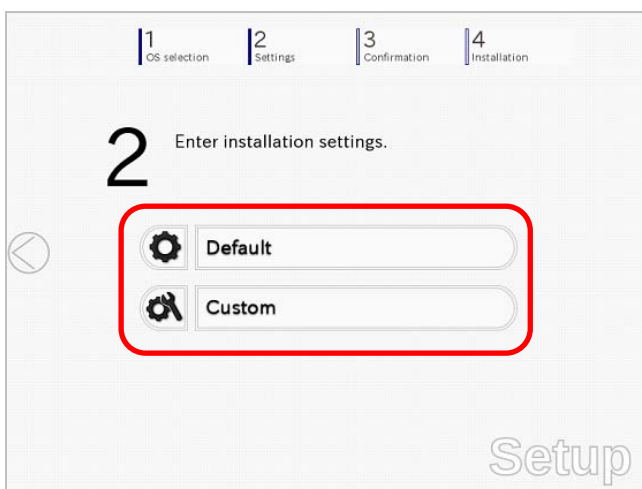 1 2 3 4
OS selection Settings Confirmation Installation
2 Enter installation settings.
Default
Custom
Setup